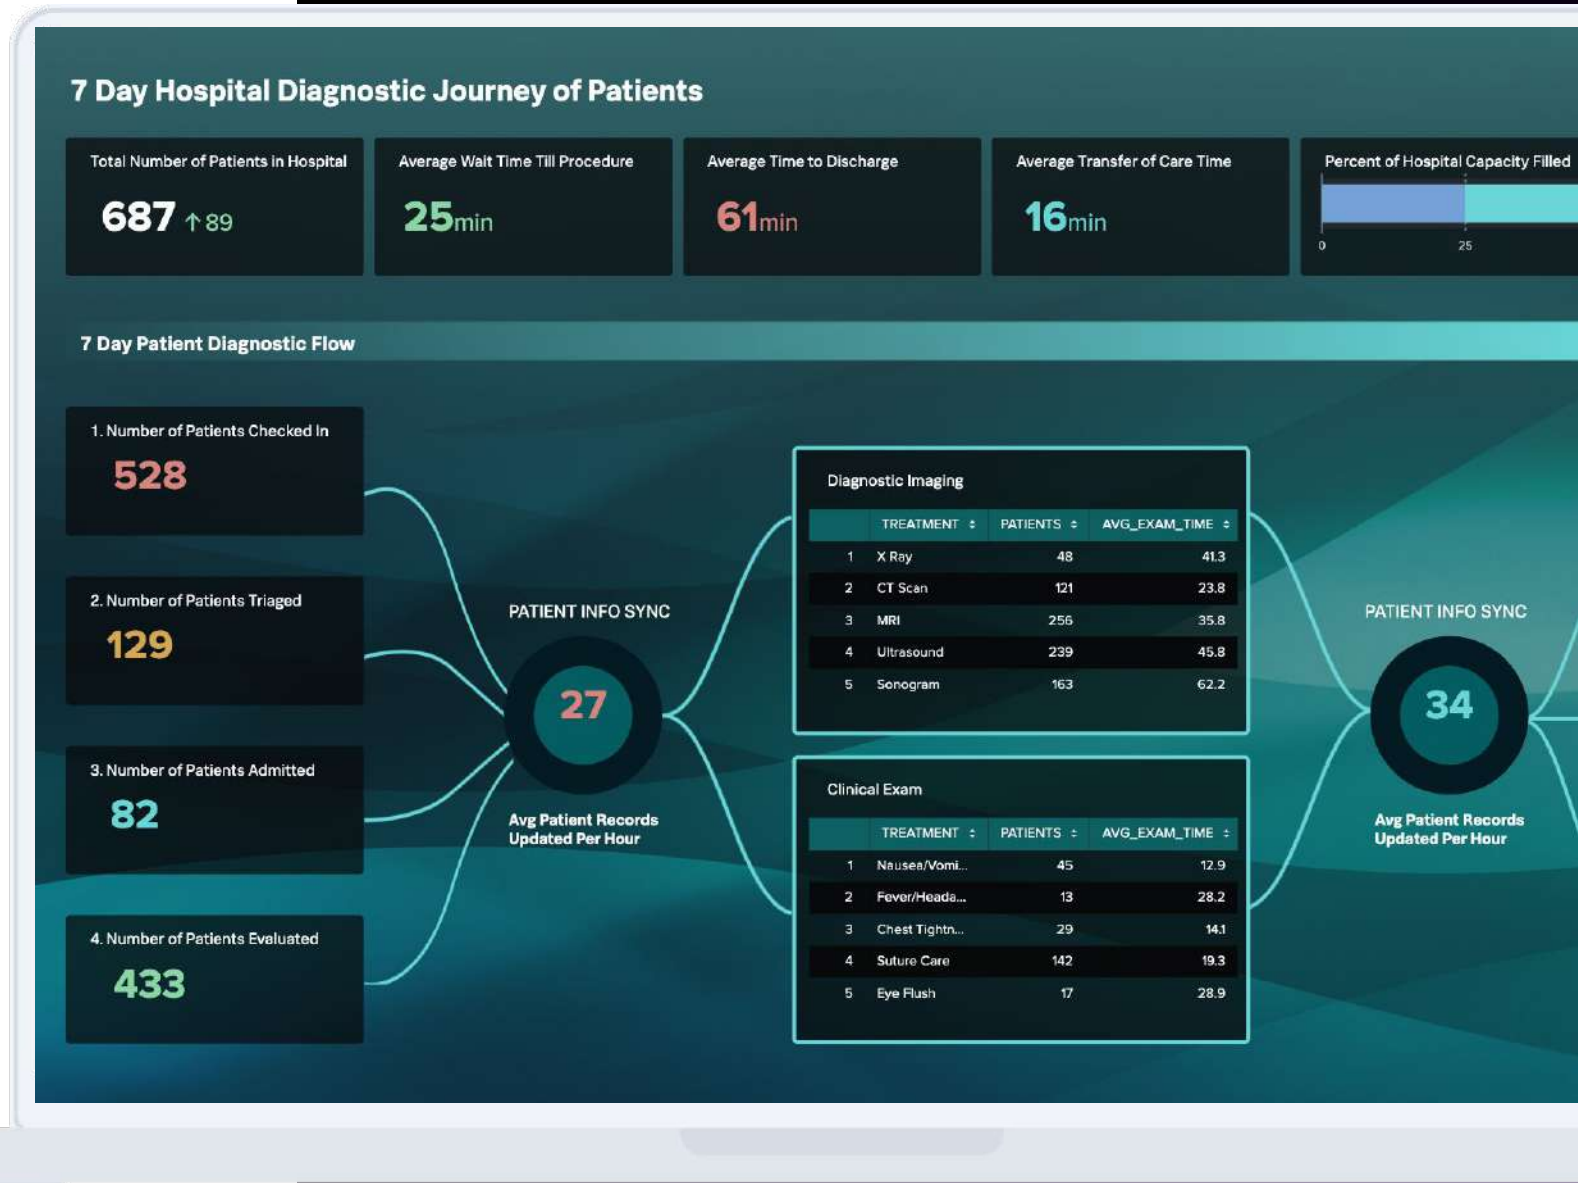 7 Day Hospital Diagnostic Journey of Patients
Total Number of Patients in Hospital
687 ↑ 89
Average Wait Time Till Procedure
25min
Average Time to Discharge
61min
Average Transfer of Care Time
16min
Percent of Hospital Capacity Filled
0 25
7 Day Patient Diagnostic Flow
1. Number of Patients Checked In
528
2. Number of Patients Triaged
129
3. Number of Patients Admitted
82
4. Number of Patients Evaluated
433
PATIENT INFO SYNC
27
Avg Patient Records
Updated Per Hour
Diagnostic Imaging
TREATMENT PATIENTS AVG_EXAM_TIME
1 X Ray 48 41.3
2 CT Scan 121 23.8
3 MRI 256 35.8
4 Ultrasound 239 45.8
5 Sonogram 163 62.2
Clinical Exam
TREATMENT PATIENTS AVG_EXAM_TIME
1 Nausea/Vomi... 45 12.9
2 Fever/Heada... 13 28.2
3 Chest Tightn... 29 14.1
4 Suture Care 142 19.3
5 Eye Flush 17 28.9
PATIENT INFO SYNC
34
Avg Patient Records
Updated Per Hour